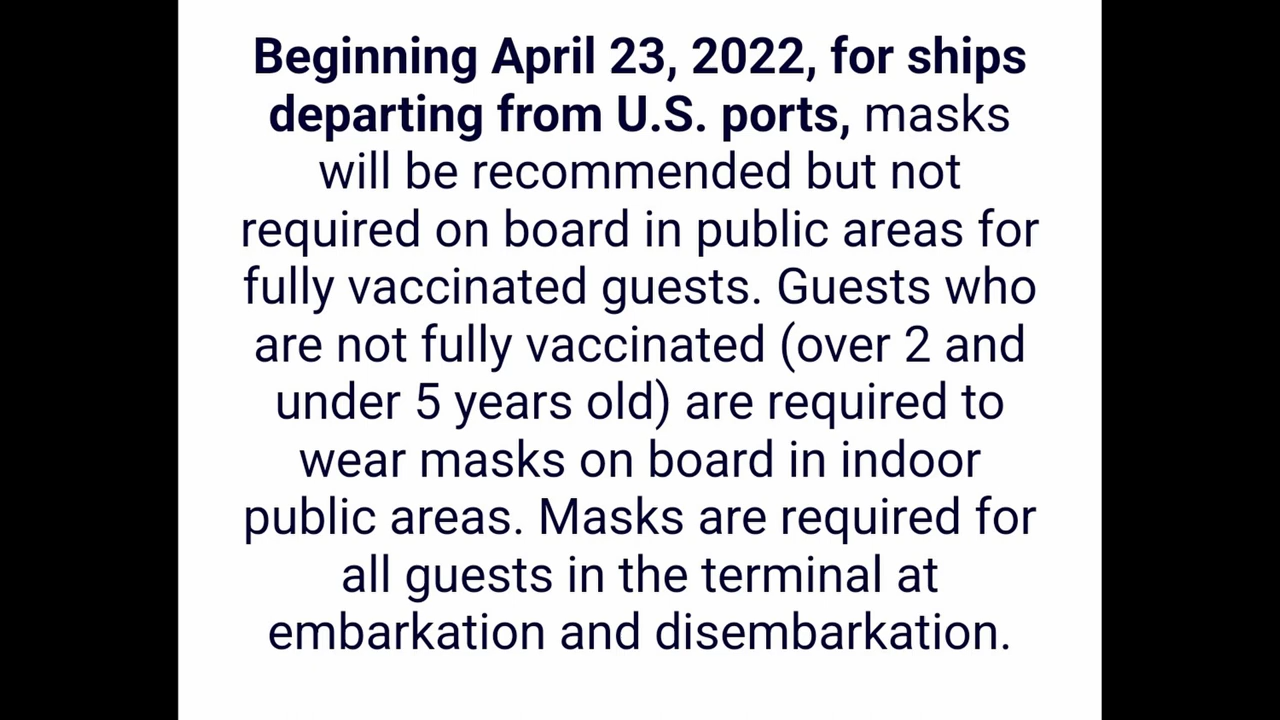 Beginning April 23, 2022, for ships
departing from U.S. ports, masks
will be recommended but not
required on board in public areas for
fully vaccinated guests. Guests who
are not fully vaccinated (over 2 and
under 5 years old) are required to
wear masks on board in indoor
public areas. Masks are required for
all guests in the terminal at
embarkation and disembarkation.